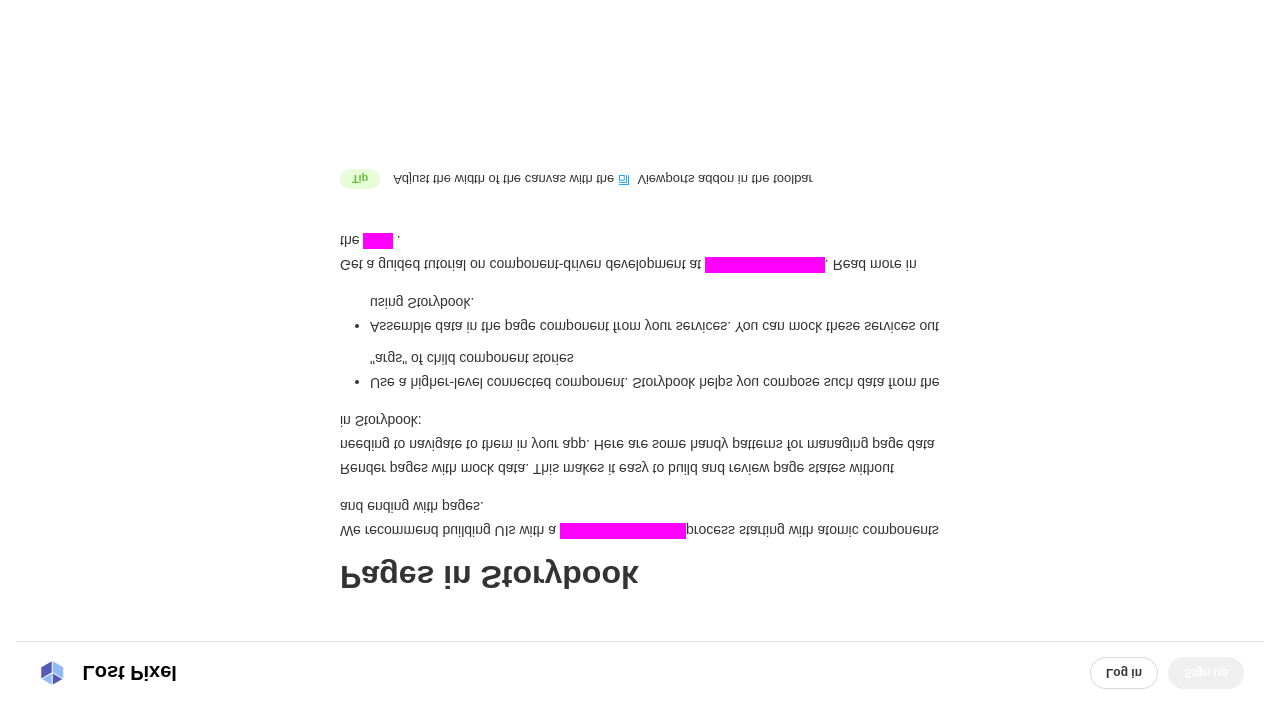 Lost Pixel
Log in
Sign up
Pages in Storybook
We recommend building UIs with a process starting with atomic components
and ending with pages.
Render pages with mock data. This makes it easy to build and review page states without
needing to navigate to them in your app. Here are some handy patterns for managing page data
in Storybook:
• Use a higher-level connected component. Storybook helps you compose such data from the
"args" of child component stories
• Assemble data in the page component from your services. You can mock these services out
using Storybook.
Get a guided tutorial on component-driven development at . Read more in
the .
Tip Adjust the width of the canvas with the Viewports addon in the toolbar